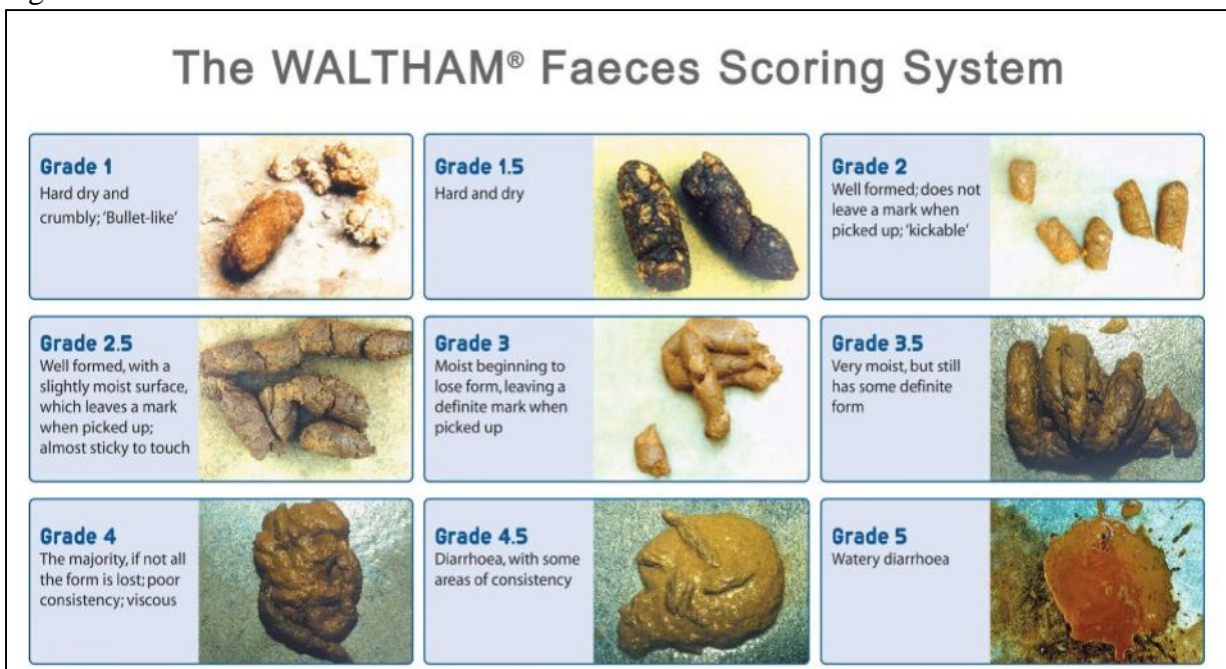 The WALTHAM® Faeces Scoring System
Grade 1
Hard dry and
crumbly; ‘Bullet-like’
Grade 1.5
Hard and dry
Grade 2
Well formed; does not
leave a mark when
picked up; ‘kickable’
Grade 2.5
Well formed, with a
slightly moist surface,
which leaves a mark
when picked up;
almost sticky to touch
Grade 3
Moist beginning to
lose form, leaving a
definite mark when
picked up
Grade 3.5
Very moist, but still
has some definite
form
Grade 4
The majority, if not all
the form is lost; poor
consistency; viscous
Grade 4.5
Diarrhoea, with some
areas of consistency
Grade 5
Watery diarrhoea